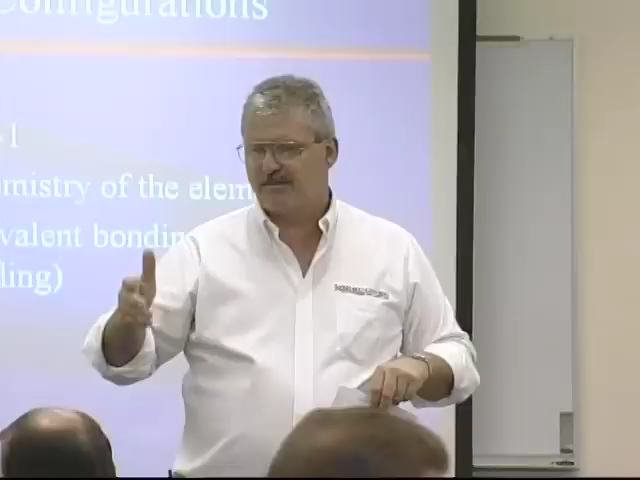 Configurations
1
mistry of the elem
valent bondin
ling)